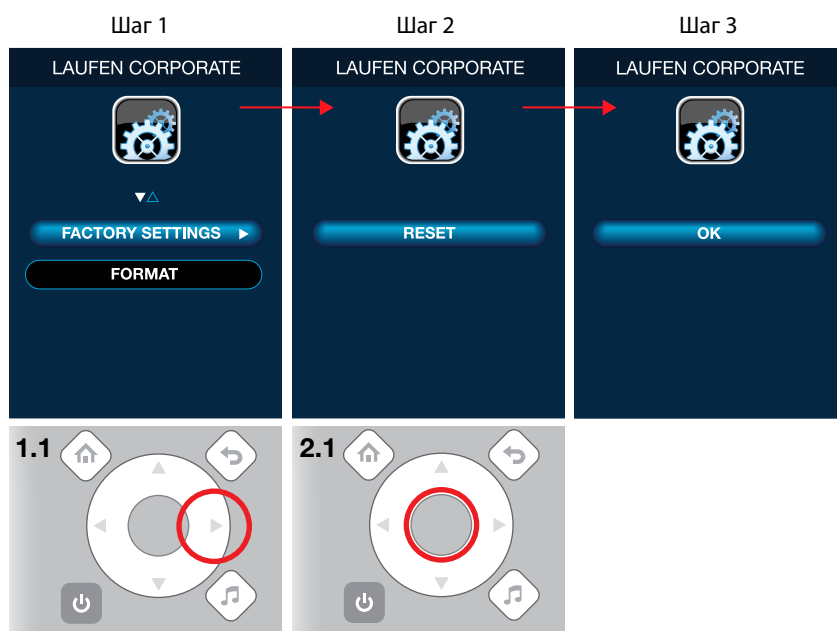 Шаг 1
Шаг 2
Шаг 3
LAUFEN CORPORATE
LAUFEN CORPORATE
LAUFEN CORPORATE
FACTORY SETTINGS
RESET
OK
FORMAT
1.1
2.1